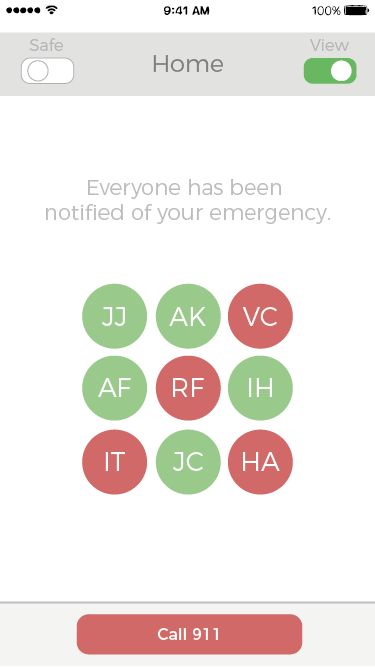 9:41 AM 100%
Safe Home View
Everyone has been
notified of your emergency.
JJ AK VC
AF RF IH
IT JC HA
Call 911